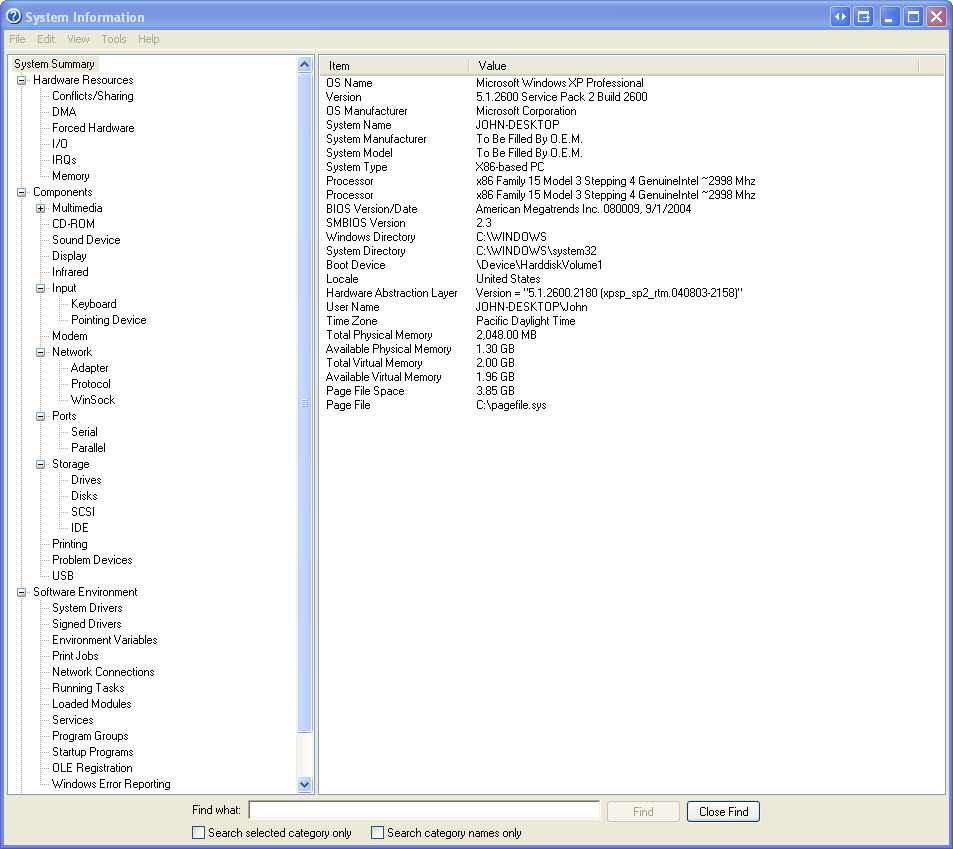 System Information
File Edit View Tools Help
System Summary
Hardware Resources
Conflicts/Sharing
DMA
Forced Hardware
I/O
IRQs
Memory
Components
Multimedia
CD-ROM
Sound Device
Display
Infrared
Input
Keyboard
Pointing Device
Modem
Network
Adapter
Protocol
WinSock
Ports
Serial
Parallel
Storage
Drives
Disks
SCSI
IDE
Printing
Problem Devices
USB
Software Environment
System Drivers
Signed Drivers
Environment Variables
Print Jobs
Network Connections
Running Tasks
Loaded Modules
Services
Program Groups
Startup Programs
OLE Registration
Windows Error Reporting
Item Value
OS Name Microsoft Windows XP Professional
Version 5.1.2600 Service Pack 2 Build 2600
OS Manufacturer Microsoft Corporation
System Name JOHN-DESKTOP
System Manufacturer To Be Filled By O.E.M.
System Model To Be Filled By O.E.M.
System Type X86-based PC
Processor x86 Family 15 Model 3 Stepping 4 GenuineIntel ~2998 Mhz
Processor x86 Family 15 Model 3 Stepping 4 GenuineIntel ~2998 Mhz
BIOS Version/Date American Megatrends Inc. 080009, 9/1/2004
SMBIOS Version 2.3
Windows Directory C:\WINDOWS
System Directory C:\WINDOWS\system32
Boot Device \Device\HarddiskVolume1
Locale United States
Hardware Abstraction Layer Version = "5.1.2600.2180 (xpsp_sp2_rtm.040803-2158)"
User Name JOHN-DESKTOP\John
Time Zone Pacific Daylight Time
Total Physical Memory 2,048.00 MB
Available Physical Memory 1.30 GB
Total Virtual Memory 2.00 GB
Available Virtual Memory 1.96 GB
Page File Space 3.85 GB
Page File C:\pagefile.sys
Find what: Find Close Find
Search selected category only Search category names only